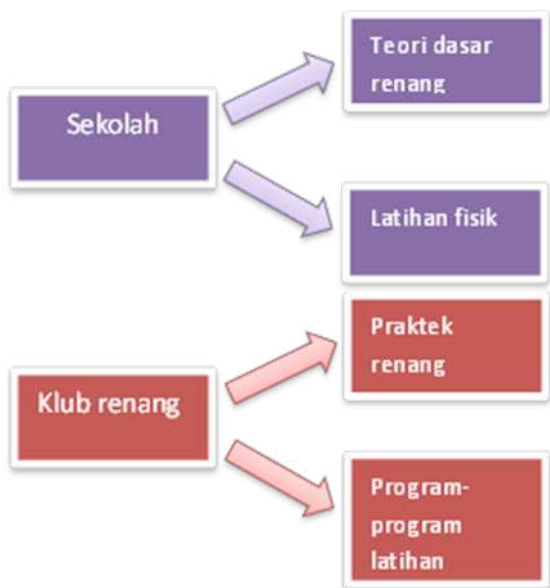 Sekolah
Teori dasar
renang
Latihan fisik
Klub renang
Praktek
renang
Program-
program
latihan